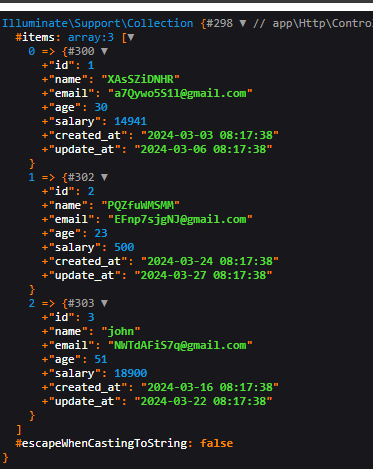 Illuminate\Support\Collection {#298 ▼ // app\Http\Contro
#items: array:3 [▼
0 => {#300 ▼
+"id": 1
+"name": "XAsSZiDNHR"
+"email": "a7Qywo5S1l@gmail.com"
+"age": 30
+"salary": 14941
+"created_at": "2024-03-03 08:17:38"
+"update_at": "2024-03-06 08:17:38"
}
1 => {#302 ▼
+"id": 2
+"name": "PQZfuWMSMM"
+"email": "EFnp7sjgNJ@gmail.com"
+"age": 23
+"salary": 500
+"created_at": "2024-03-24 08:17:38"
+"update_at": "2024-03-27 08:17:38"
}
2 => {#303 ▼
+"id": 3
+"name": "john"
+"email": "NWTdAFiS7q@gmail.com"
+"age": 51
+"salary": 18900
+"created_at": "2024-03-16 08:17:38"
+"update_at": "2024-03-22 08:17:38"
}
]
#escapeWhenCastingToString: false
}